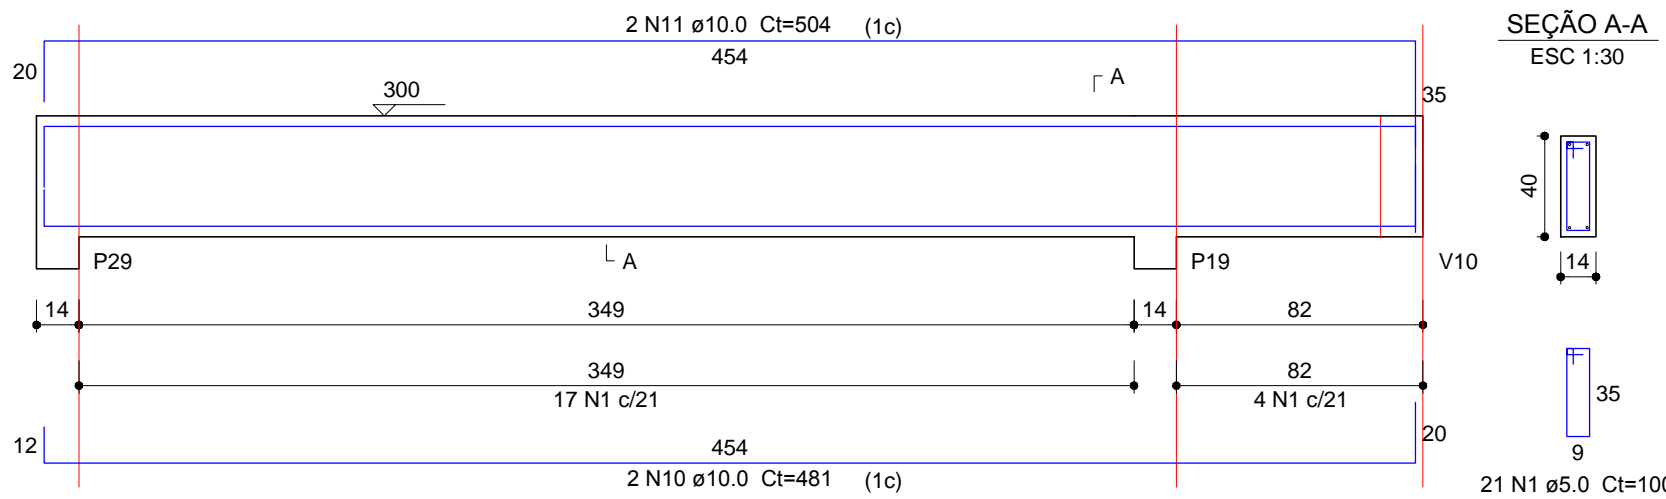 2 N11 ø10.0 Ct=504 (1c)
454
20
35
300
A
A
P29
P19
V10
14
349
14
82
349
82
17 N1 c/21
4 N1 c/21
12
454
20
2 N10 ø10.0 Ct=481 (1c)
SEÇÃO A-A
ESC 1:30
40
14
35
9
21 N1 ø5.0 Ct=100